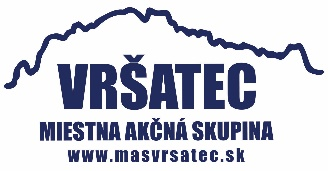 VRŠATEC
MIESTNA AKČNÁ SKUPINA
www.masvrsatec.sk